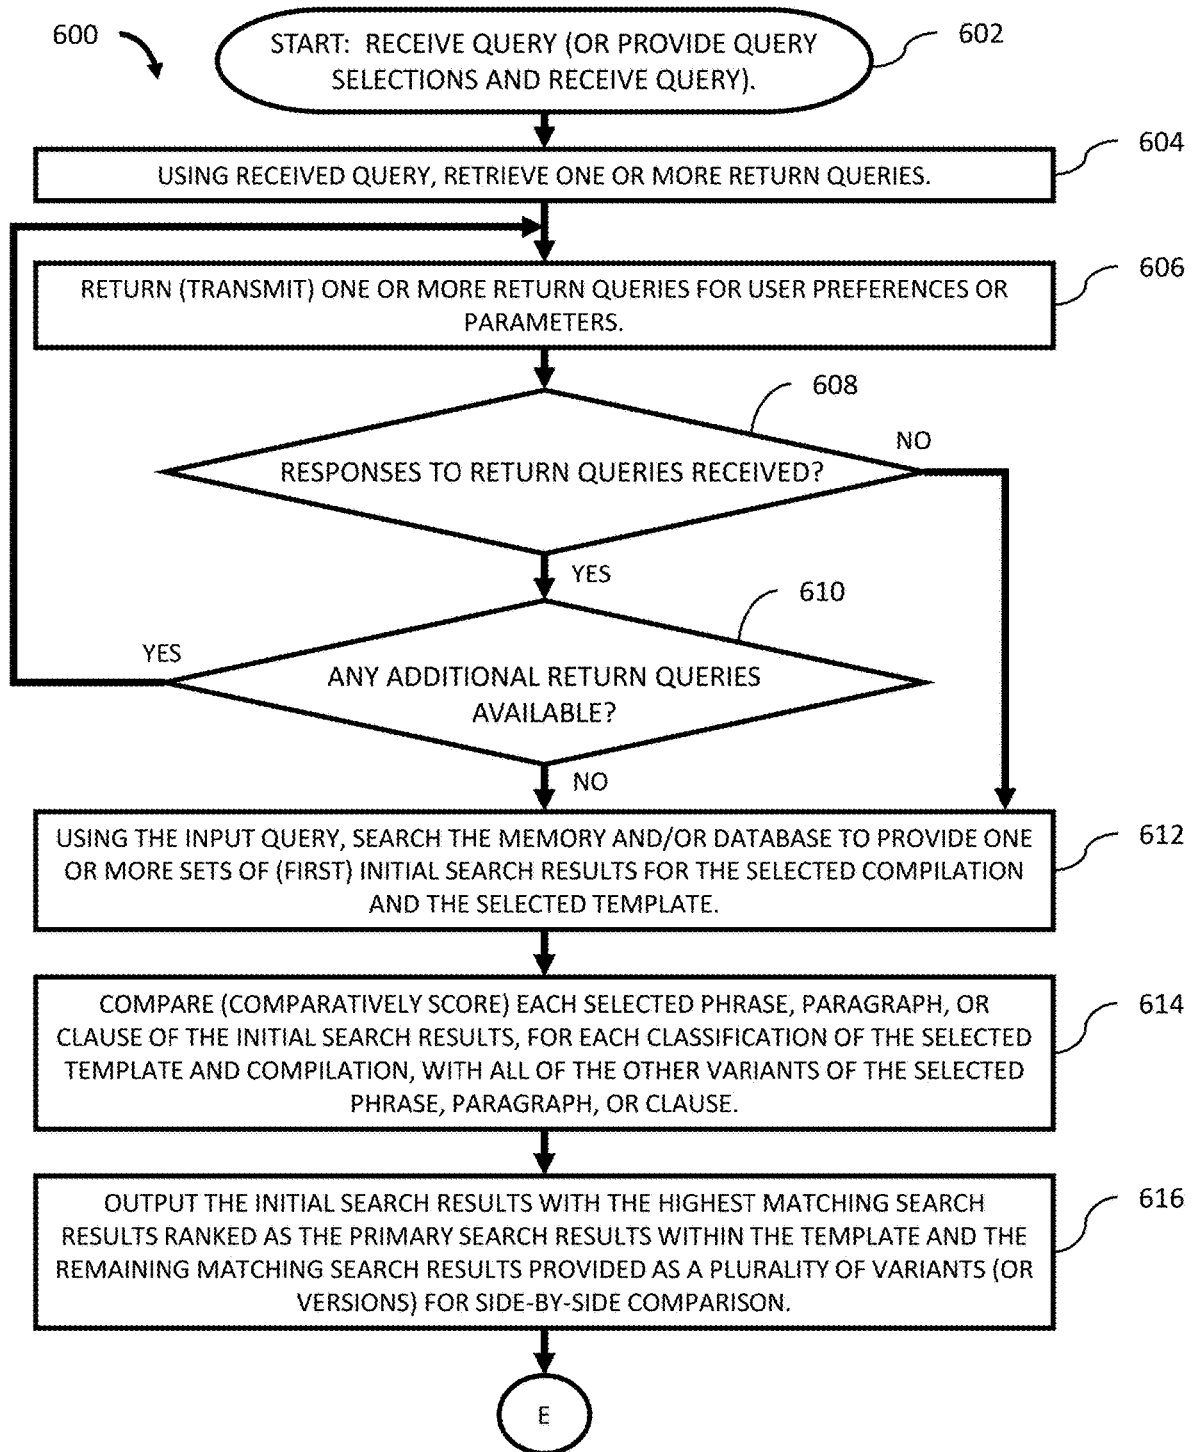 600
START: RECEIVE QUERY (OR PROVIDE QUERY
SELECTIONS AND RECEIVE QUERY).
602
604
USING RECEIVED QUERY, RETRIEVE ONE OR MORE RETURN QUERIES.
606
RETURN (TRANSMIT) ONE OR MORE RETURN QUERIES FOR USER PREFERENCES OR
PARAMETERS.
608
NO
RESPONSES TO RETURN QUERIES RECEIVED?
YES
610
YES
ANY ADDITIONAL RETURN QUERIES
AVAILABLE?
NO
612
USING THE INPUT QUERY, SEARCH THE MEMORY AND/OR DATABASE TO PROVIDE ONE
OR MORE SETS OF (FIRST) INITIAL SEARCH RESULTS FOR THE SELECTED COMPILATION
AND THE SELECTED TEMPLATE.
614
COMPARE (COMPARATIVELY SCORE) EACH SELECTED PHRASE, PARAGRAPH, OR
CLAUSE OF THE INITIAL SEARCH RESULTS, FOR EACH CLASSIFICATION OF THE SELECTED
TEMPLATE AND COMPILATION, WITH ALL OF THE OTHER VARIANTS OF THE SELECTED
PHRASE, PARAGRAPH, OR CLAUSE.
616
OUTPUT THE INITIAL SEARCH RESULTS WITH THE HIGHEST MATCHING SEARCH
RESULTS RANKED AS THE PRIMARY SEARCH RESULTS WITHIN THE TEMPLATE AND THE
REMAINING MATCHING SEARCH RESULTS PROVIDED AS A PLURALITY OF VARIANTS (OR
VERSIONS) FOR SIDE-BY-SIDE COMPARISON.
E